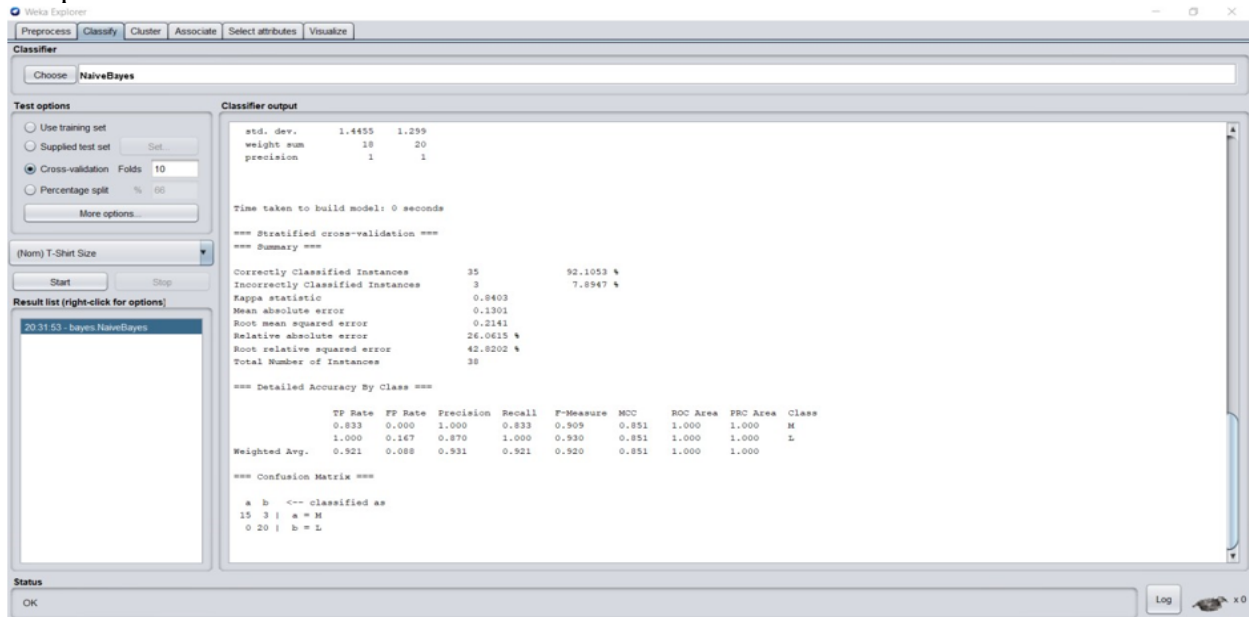 Weka Explorer
Preprocess Classify Cluster Associate Select attributes Visualize
Classifier
Choose NaiveBayes
Test options
Use training set
Supplied test set Set...
Cross-validation Folds 10
Percentage split % 66
More options...
(Nom) T-Shirt Size
Start Stop
Result list (right-click for options)
20:31:53 - bayes.NaiveBayes
Classifier output
std. dev. 1.4455 1.299
weight sum 18 20
precision 1 1
Time taken to build model: 0 seconds
=== Stratified cross-validation ===
=== Summary ===
Correctly Classified Instances 35 92.1053 %
Incorrectly Classified Instances 3 7.8947 %
Kappa statistic 0.8403
Mean absolute error 0.1301
Root mean squared error 0.2141
Relative absolute error 26.0615 %
Root relative squared error 42.8202 %
Total Number of Instances 38
=== Detailed Accuracy By Class ===
TP Rate FP Rate Precision Recall F-Measure MCC ROC Area PRC Area Class
0.833 0.000 1.000 0.833 0.909 0.851 1.000 1.000 M
1.000 0.167 0.870 1.000 0.930 0.851 1.000 1.000 L
Weighted Avg. 0.921 0.088 0.931 0.921 0.920 0.851 1.000 1.000
=== Confusion Matrix ===
a b <-- classified as
15 3 | a = M
0 20 | b = L
Status
OK
Log
x 0